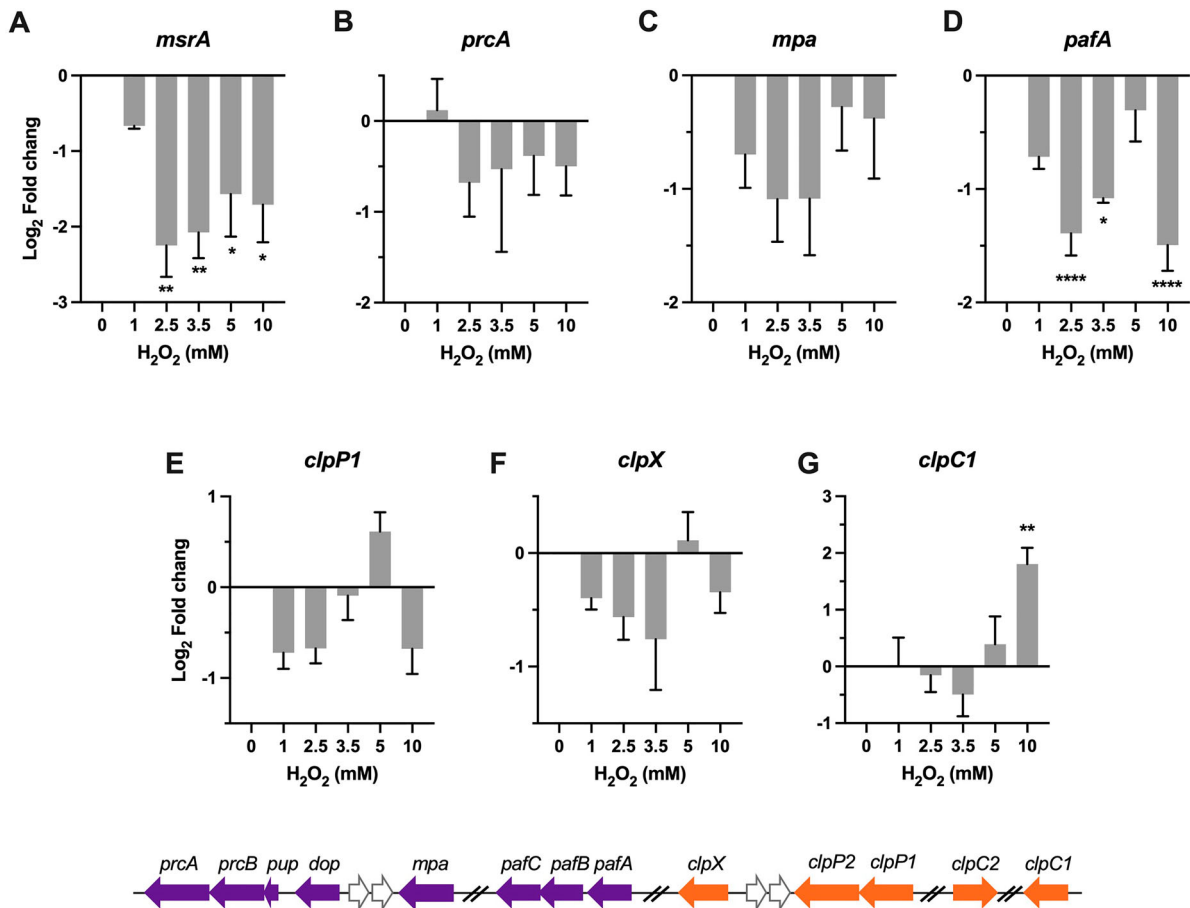 A
msrA
Log2 Fold chang
0
-1
-2
-3
**
**
*
*
0 1 2.5 3.5 5 10
H2O2 (mM)
B
prcA
0
-1
-2
0 1 2.5 3.5 5 10
H2O2 (mM)
C
mpa
0
-1
-2
0 1 2.5 3.5 5 10
H2O2 (mM)
D
pafA
0
-1
-2
****
*
****
0 1 2.5 3.5 5 10
H2O2 (mM)
E
clpP1
Log2 Fold chang
1
0
-1
0 1 2.5 3.5 5 10
H2O2 (mM)
F
clpX
0
-1
0 1 2.5 3.5 5 10
H2O2 (mM)
G
clpC1
3
2
1
0
-1
**
0 1 2.5 3.5 5 10
H2O2 (mM)
prcA prcB pup dop mpa pafC pafB pafA clpX clpP2 clpP1 clpC2 clpC1